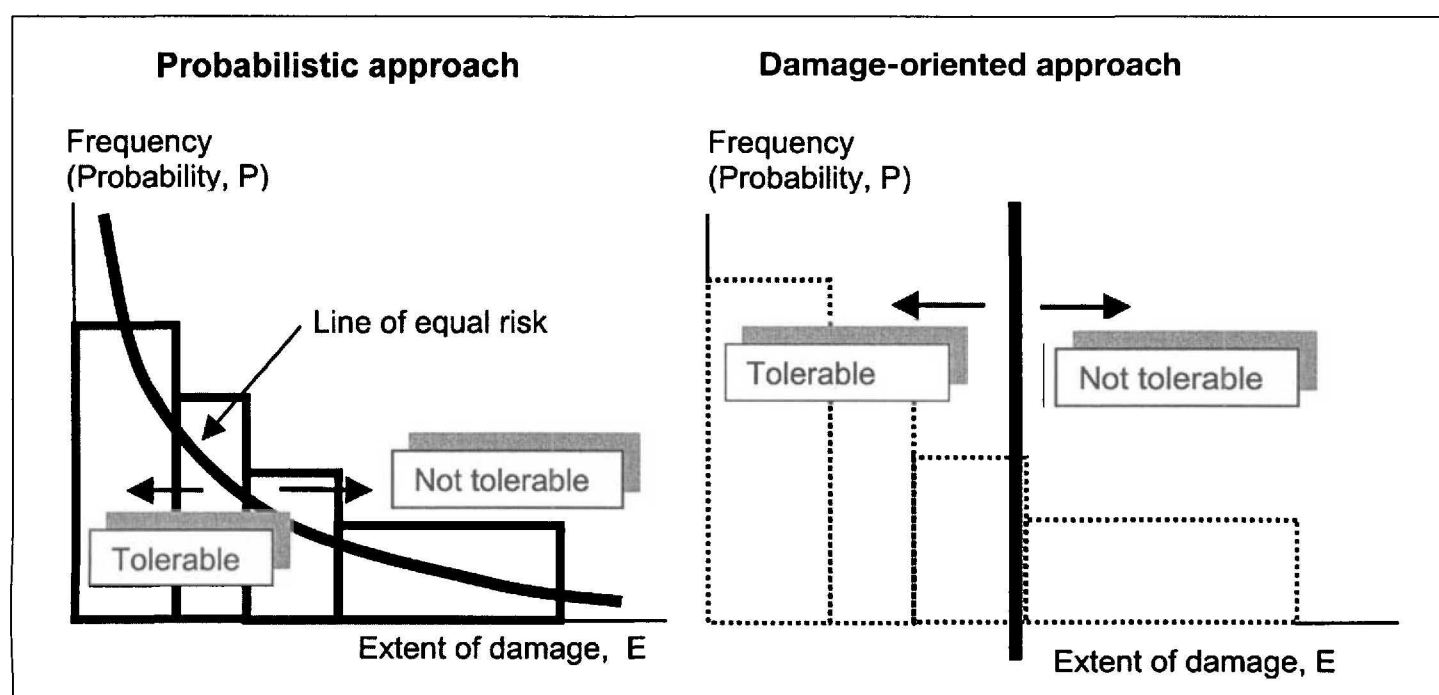 Probabilistic approach
Frequency
(Probability, P)
Line of equal risk
Not tolerable
Tolerable
Extent of damage, E
Damage-oriented approach
Frequency
(Probability, P)
Tolerable
Not tolerable
Extent of damage, E